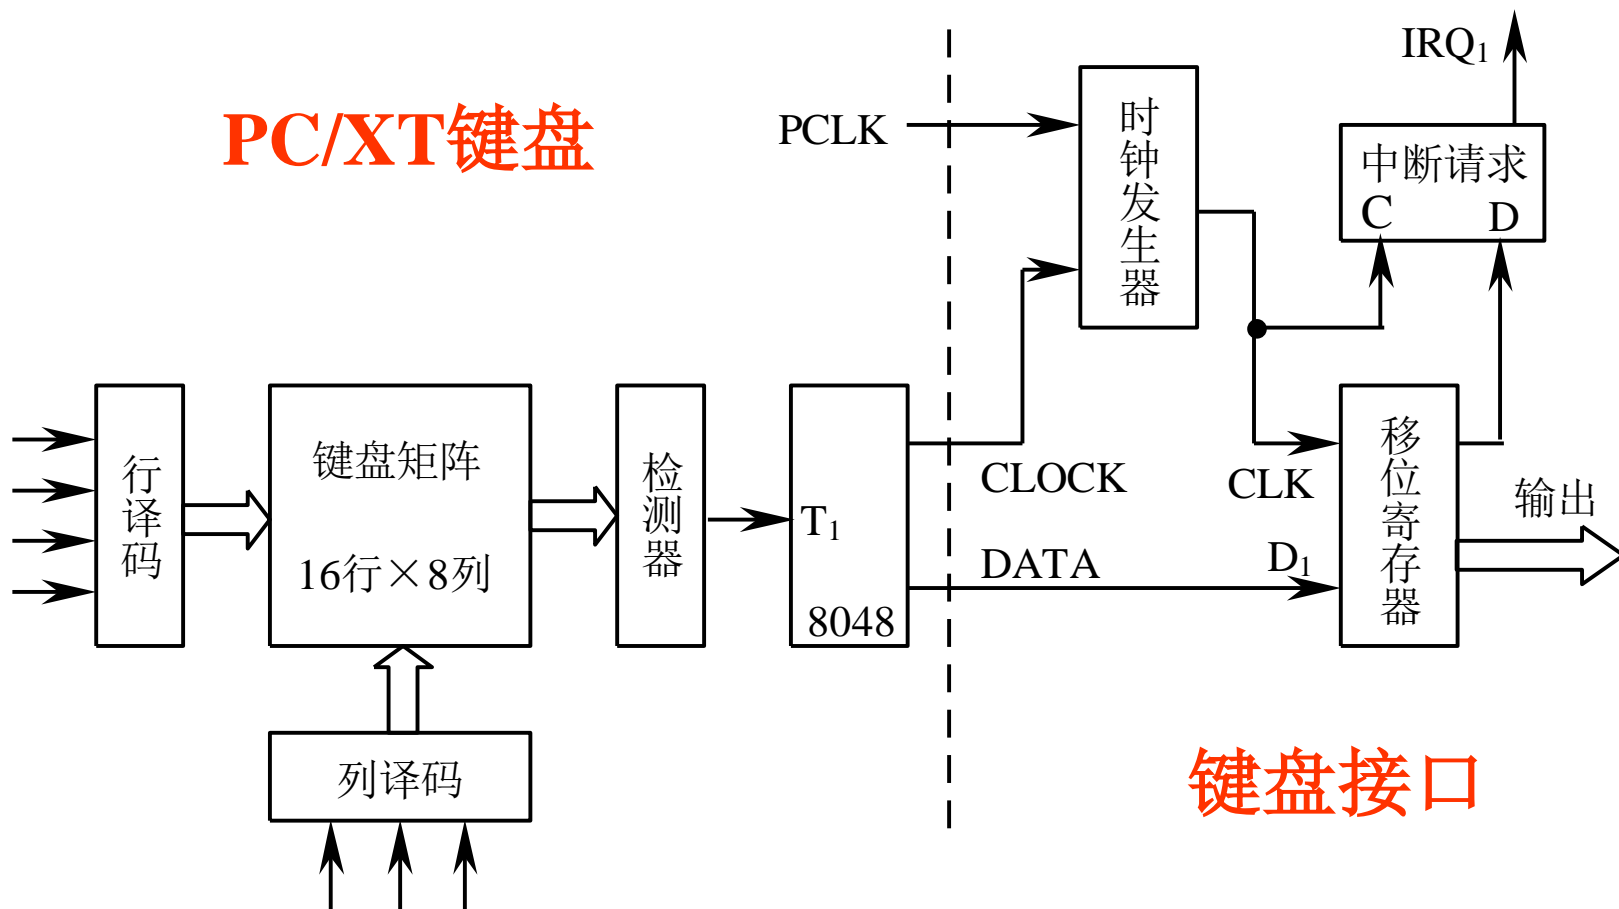 IRQ₁
PC/XT键盘
PCLK
时钟发生器
中断请求
C D
行译码
键盘矩阵
16行×8列
检测器
T₁
8048
CLOCK
CLK
DATA
D₁
移位寄存器
输出
列译码
键盘接口